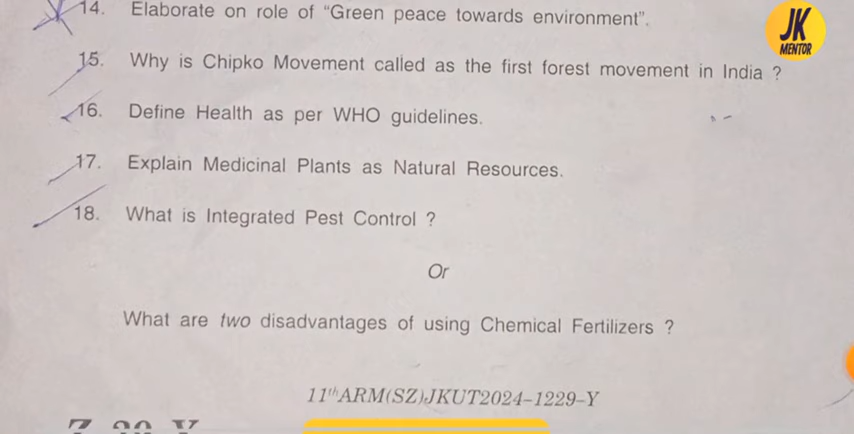 14. Elaborate on role of "Green peace towards environment".
JK
MENTOR
15. Why is Chipko Movement called as the first forest movement in India ?
16. Define Health as per WHO guidelines.
17. Explain Medicinal Plants as Natural Resources.
18. What is Integrated Pest Control ?
Or
What are two disadvantages of using Chemical Fertilizers ?
11thARM(SZ)JKUT2024-1229-Y